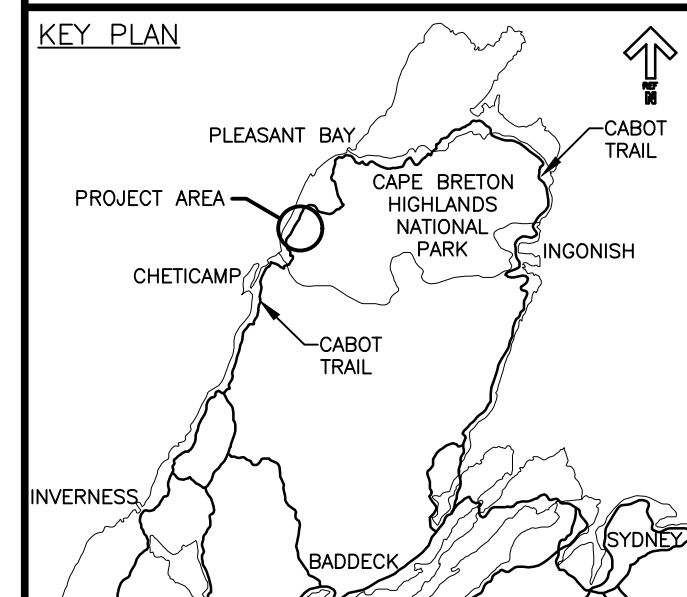 KEY PLAN
REF
N
PLEASANT BAY
CABOT
TRAIL
PROJECT AREA
CAPE BRETON
HIGHLANDS
NATIONAL
PARK
INGONISH
CHETICAMP
CABOT
TRAIL
INVERNESS
BADDECK
SYDNEY